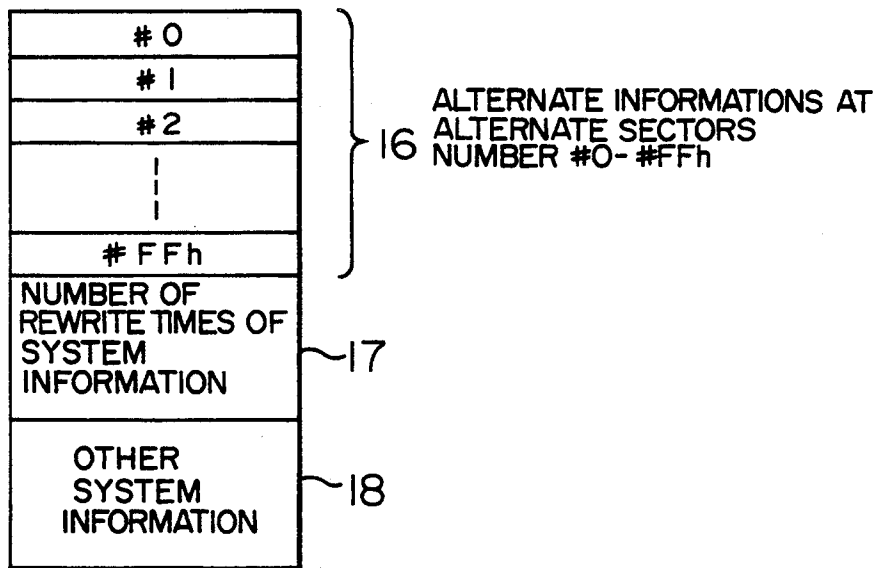 #0
#1
#2
#FFh
16 ALTERNATE INFORMATIONS AT
ALTERNATE SECTORS
NUMBER #0-#FFh
NUMBER OF
REWRITE TIMES OF
SYSTEM
INFORMATION
17
OTHER
SYSTEM
INFORMATION
18